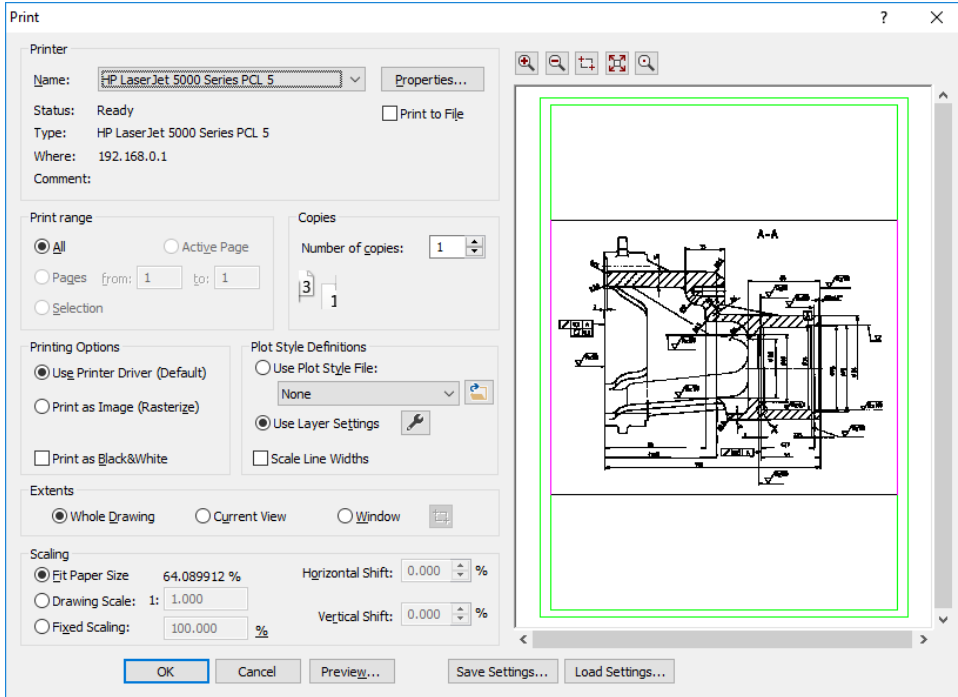 Print
Printer
Name: HP LaserJet 5000 Series PCL 5 Properties...
Status: Ready Print to File
Type: HP LaserJet 5000 Series PCL 5
Where: 192.168.0.1
Comment:
Print range
All Active Page
Pages from: 1 to: 1
Selection
Copies
Number of copies: 1
3 1
Printing Options
Use Printer Driver (Default)
Print as Image (Rasterize)
Print as Black&White
Plot Style Definitions
Use Plot Style File:
None
Use Layer Settings
Scale Line Widths
Extents
Whole Drawing Current View Window
Scaling
Fit Paper Size 64.089912 % Horizontal Shift: 0.000 %
Drawing Scale: 1: 1.000
Fixed Scaling: 100.000 % Vertical Shift: 0.000 %
A-A
OK Cancel Preview... Save Settings... Load Settings...